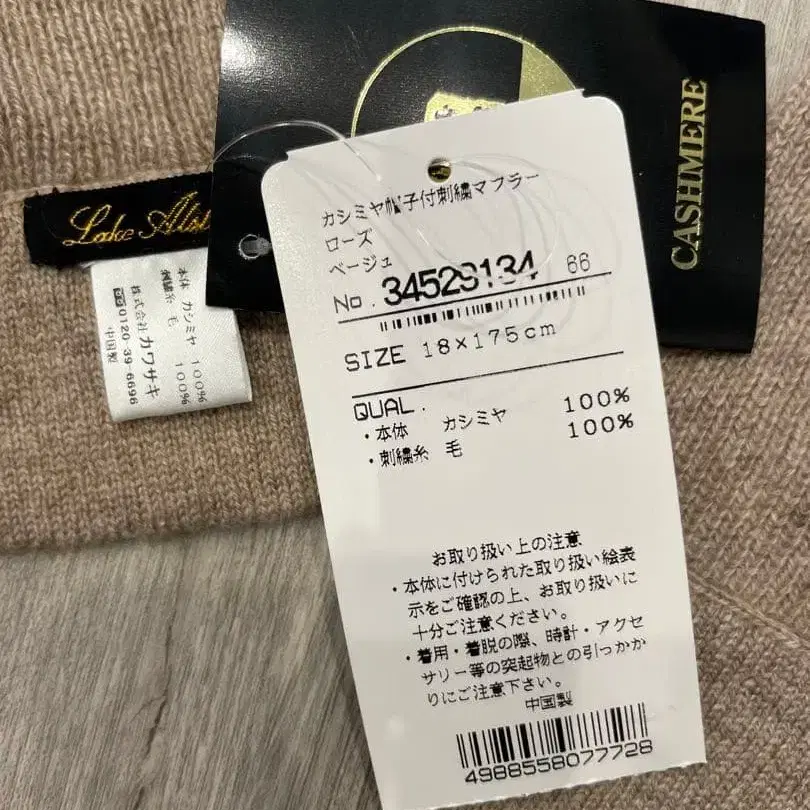 カシミヤ帽子付刺繍マフラー
ローズ
ベージュ
No. 34529134 66
SIZE 18×175cm
QUAL.
・本体 カシミヤ 100%
・刺繍糸 毛 100%
お取り扱い上の注意
・本体に付けられた取り扱い絵表
示をご確認の上、お取り扱いに
十分ご注意ください。
・着用・着脱の際、時計・アクセ
サリー等の突起物との引っかか
りにご注意下さい。
中国製
4988558077728
CASHMERE
Lake
本体 カシミヤ 100%
刺繍糸 毛 100%
株式会社 カワサキ
0120-39-6696
中国製